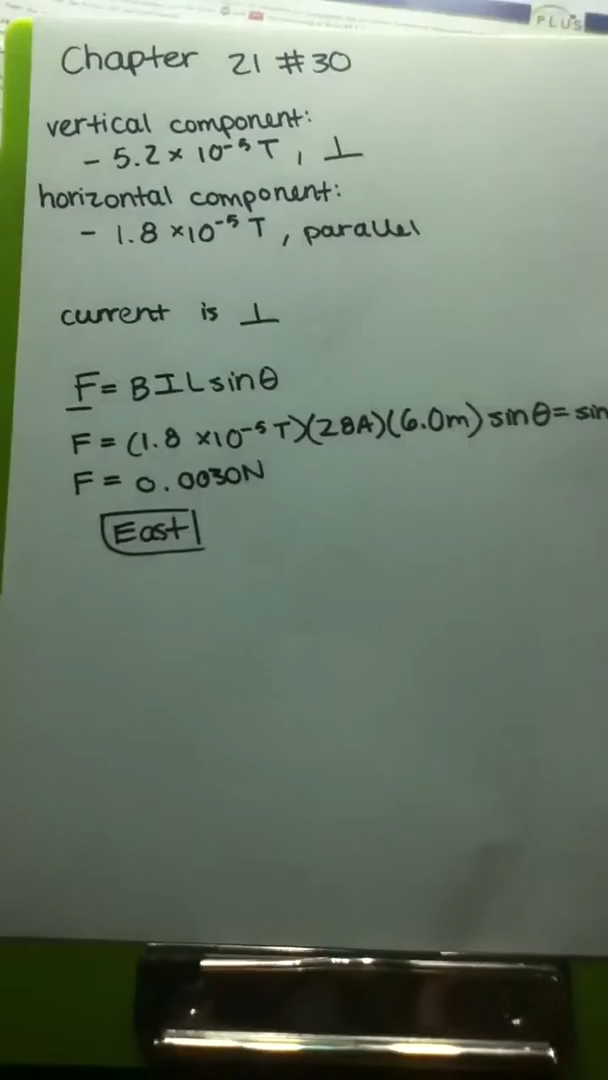 PLUS
Chapter 21 #30
vertical component:
- 5.2 × 10⁻⁵ T, ⊥
horizontal component:
- 1.8 ×10⁻⁵ T, parallel
current is ⊥
F = BILsinθ
F = (1.8 ×10⁻⁵ T)(28A)(6.0m) sinθ = sin
F = 0.0030N
East